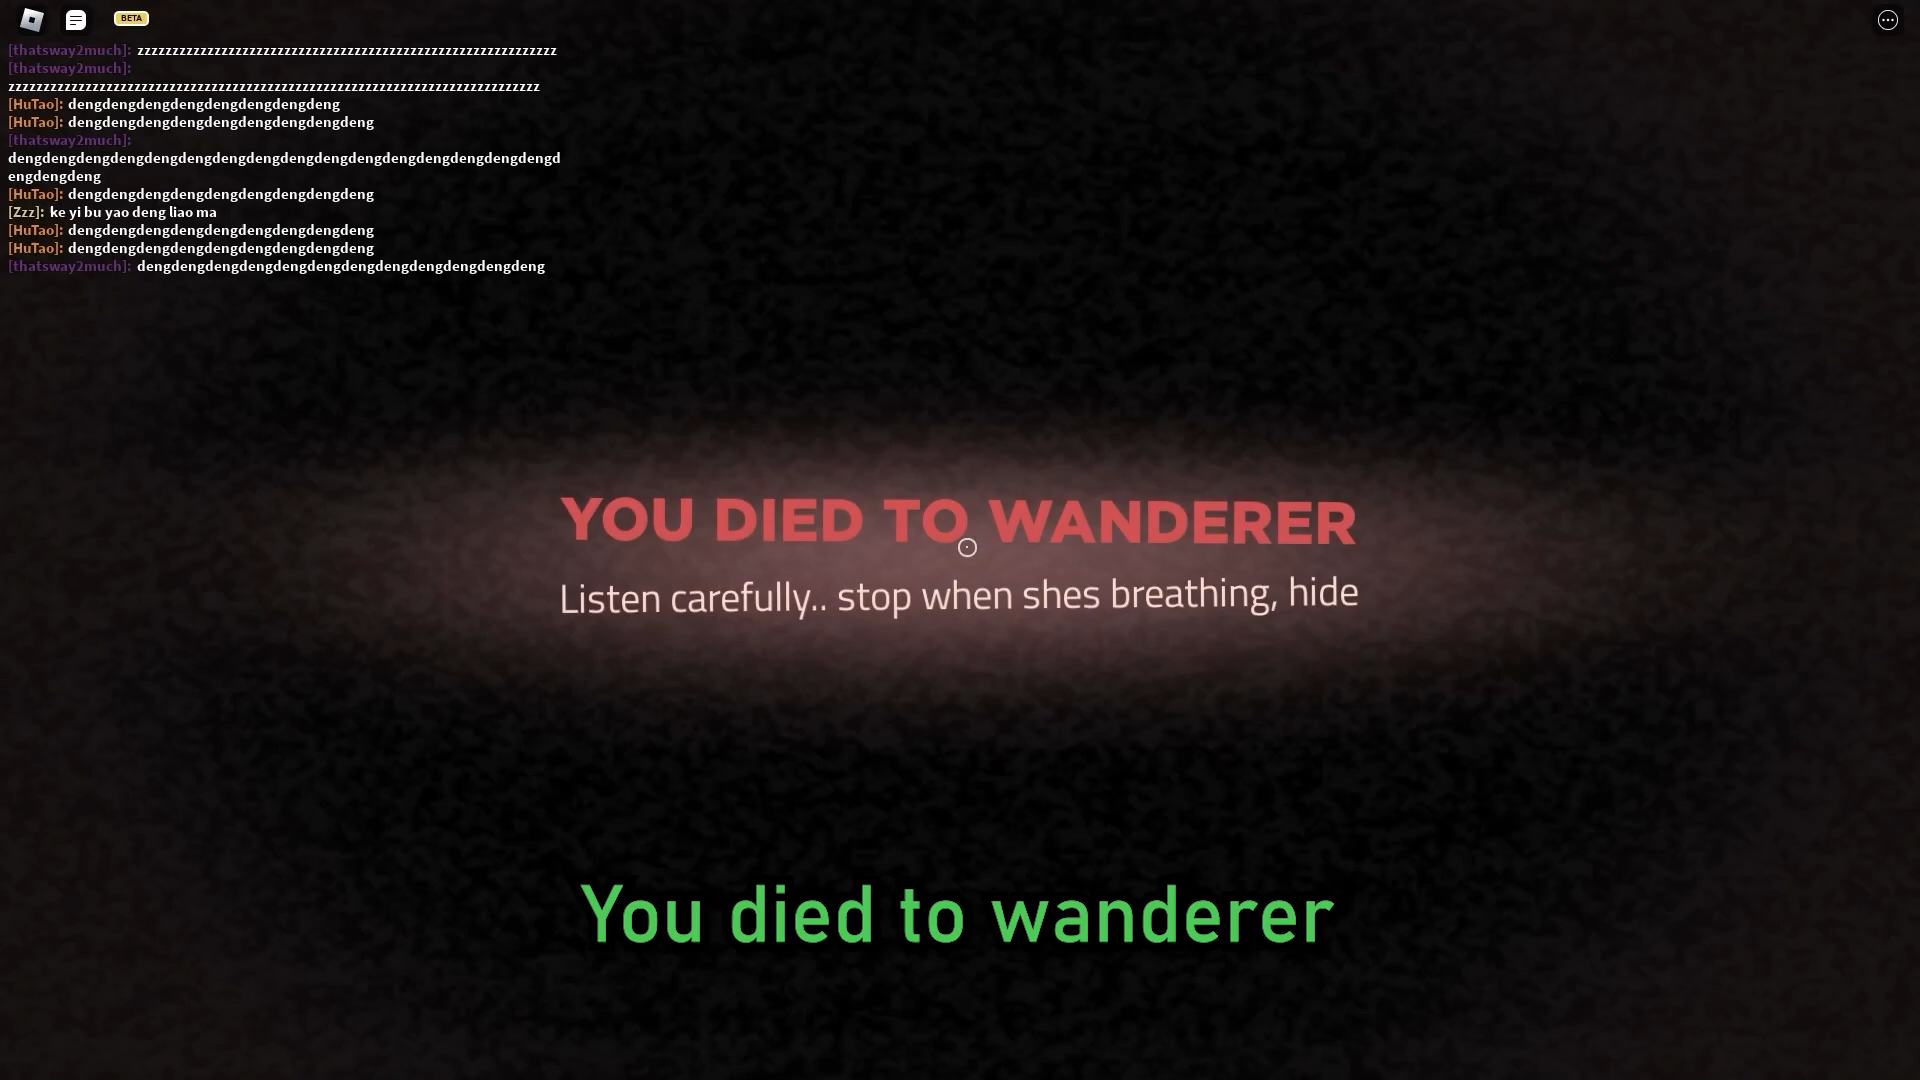 BETA
[thatsway2much]: zzzzzzzzzzzzzzzzzzzzzzzzzzzzzzzzzzzzzzzzzzzzzzzzzzzzzzzzzzzz
[thatsway2much]:
zzzzzzzzzzzzzzzzzzzzzzzzzzzzzzzzzzzzzzzzzzzzzzzzzzzzzzzzzzzzzzzzzzzzzzzzzzzz
[HuTao]: dengdengdengdengdengdengdengdeng
[HuTao]: dengdengdengdengdengdengdengdengdeng
[thatsway2much]:
dengdengdengdengdengdengdengdengdengdengdengdengdengdengdengdengd
engdengdeng
[HuTao]: dengdengdengdengdengdengdengdengdeng
[Zzz]: ke yi bu yao deng liao ma
[HuTao]: dengdengdengdengdengdengdengdengdeng
[HuTao]: dengdengdengdengdengdengdengdengdeng
[thatsway2much]: dengdengdengdengdengdengdengdengdengdengdengdeng
YOU DIED TO WANDERER
Listen carefully.. stop when shes breathing, hide
You died to wanderer